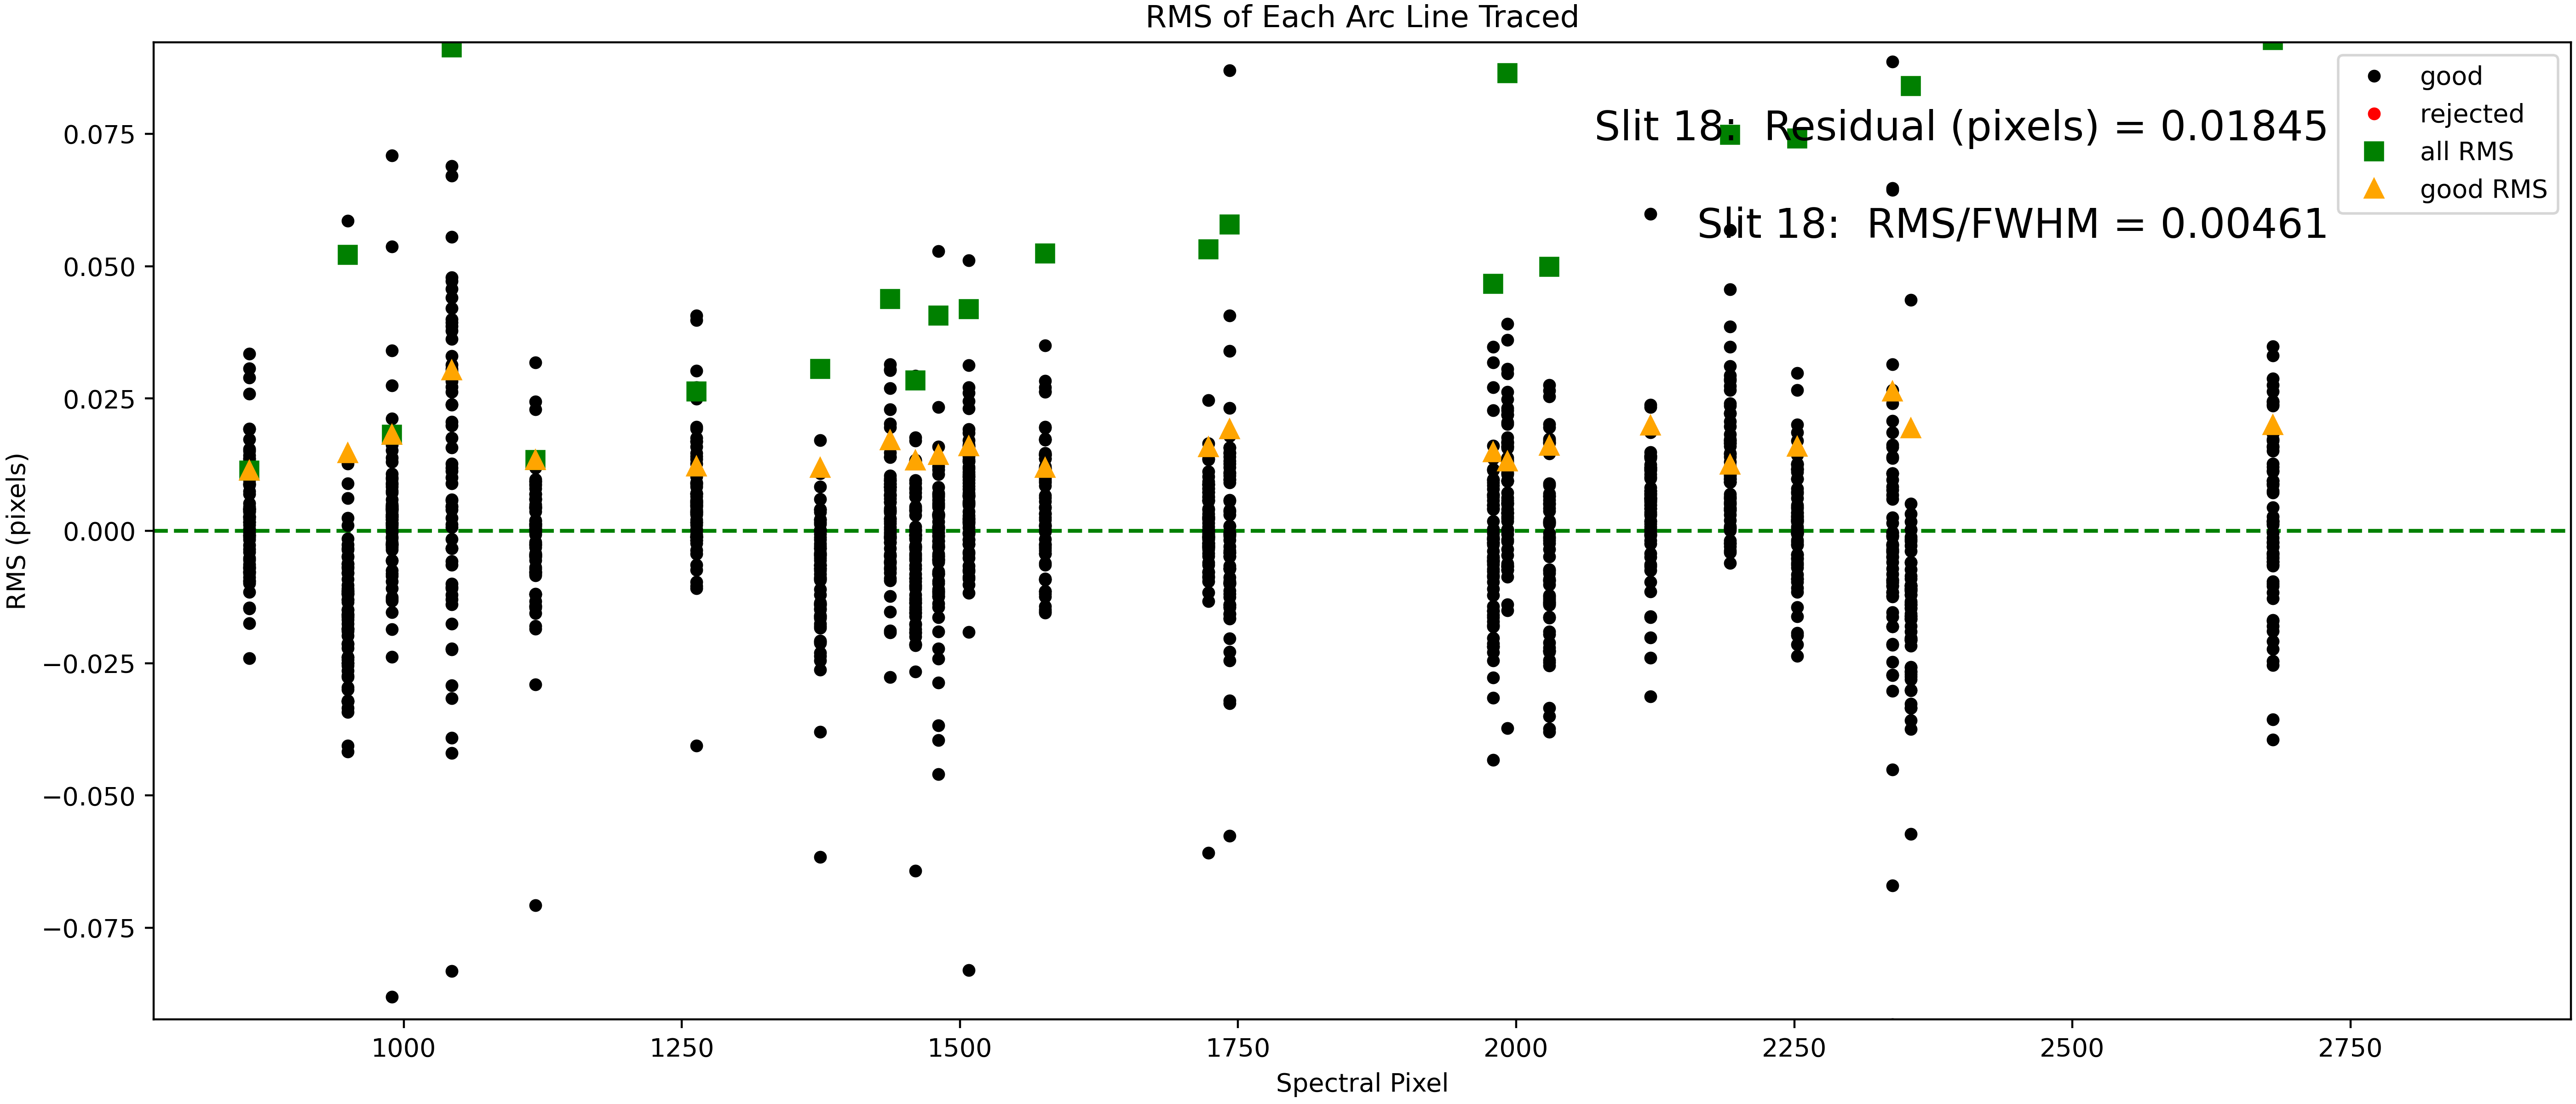 RMS of Each Arc Line Traced
good
rejected
all RMS
good RMS
Slit 18:  Residual (pixels) = 0.01845
Slit 18:  RMS/FWHM = 0.00461
RMS (pixels)
0.075
0.050
0.025
0.000
−0.025
−0.050
−0.075
1000 1250 1500 1750 2000 2250 2500 2750
Spectral Pixel